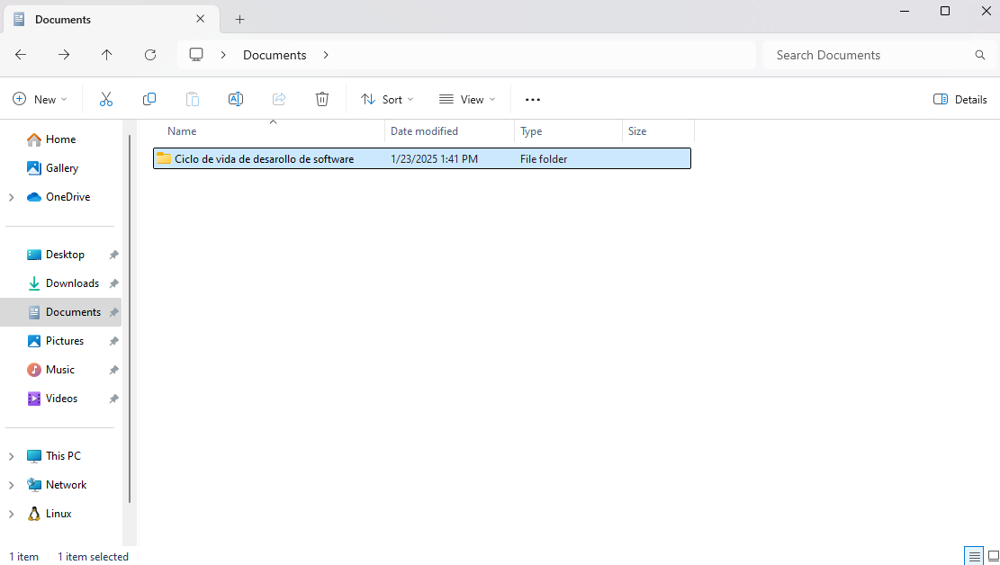 Documents
Documents
Search Documents
New
Sort
View
Details
Name Date modified Type Size
Ciclo de vida de desarollo de software 1/23/2025 1:41 PM File folder
Home
Gallery
OneDrive
Desktop
Downloads
Documents
Pictures
Music
Videos
This PC
Network
Linux
1 item 1 item selected